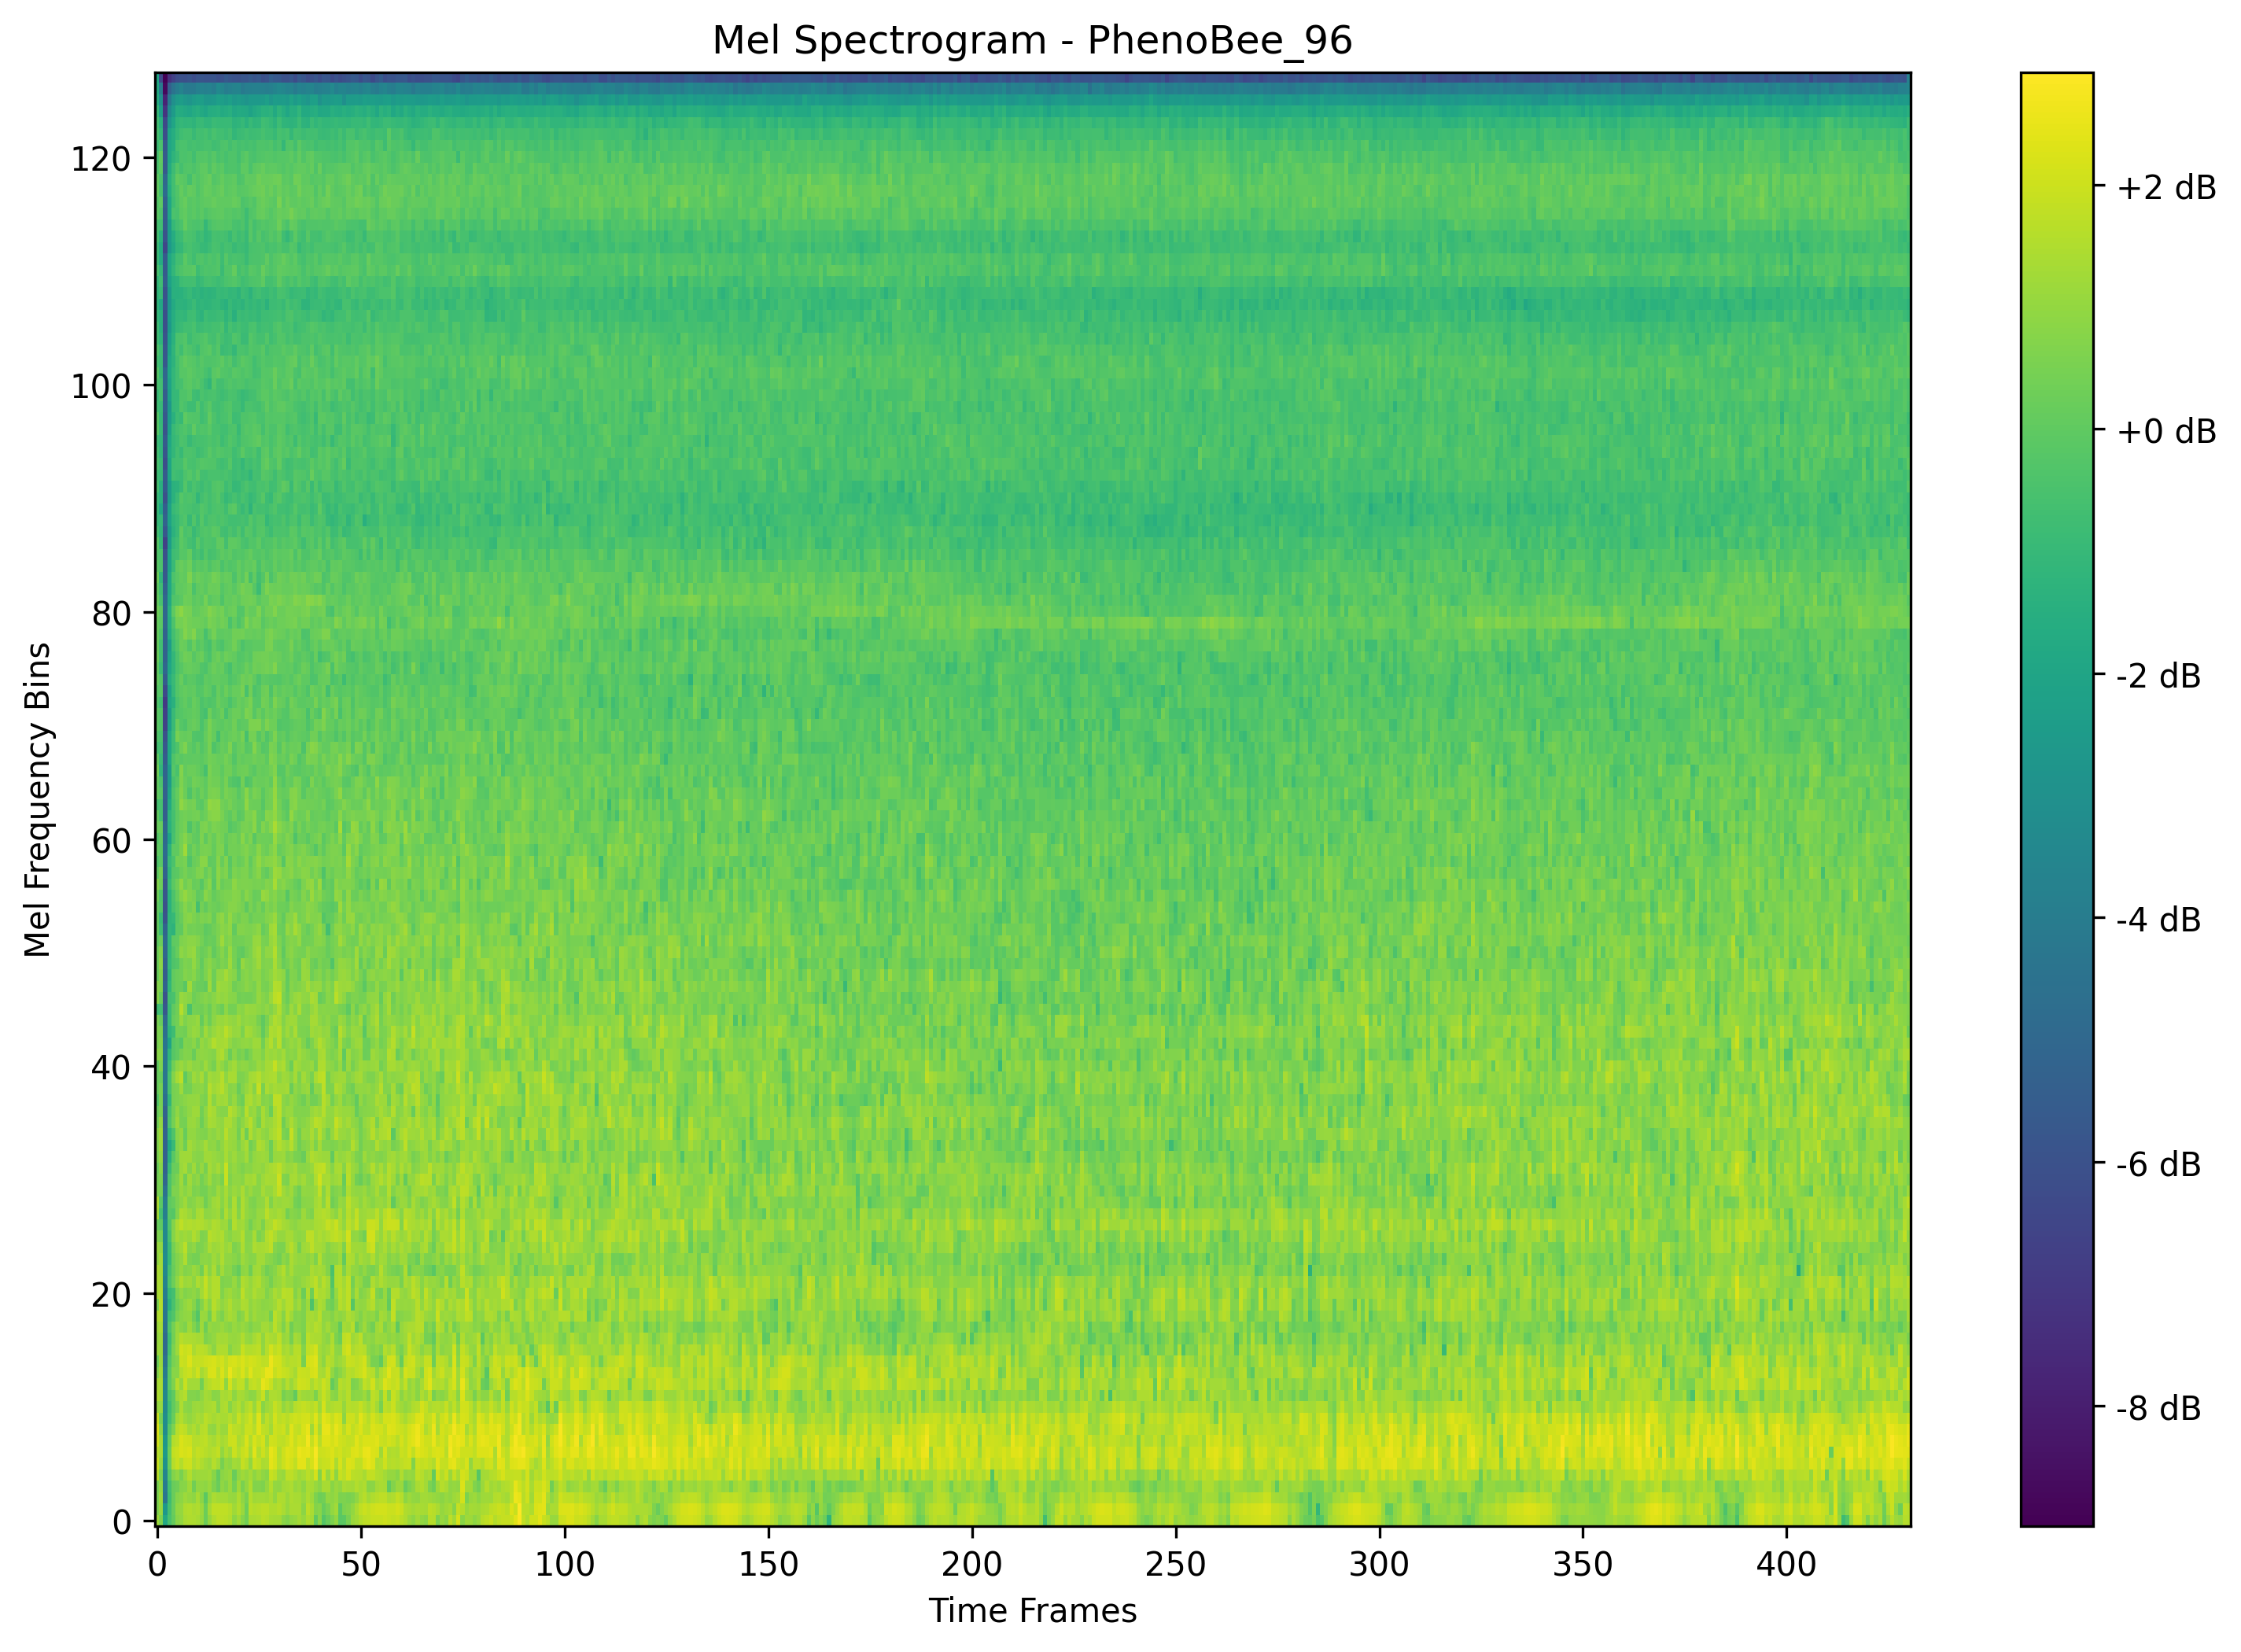 Mel Spectrogram - PhenoBee_96
Mel Frequency Bins
120
100
80
60
40
20
0
0 50 100 150 200 250 300 350 400
Time Frames
+2 dB
+0 dB
-2 dB
-4 dB
-6 dB
-8 dB